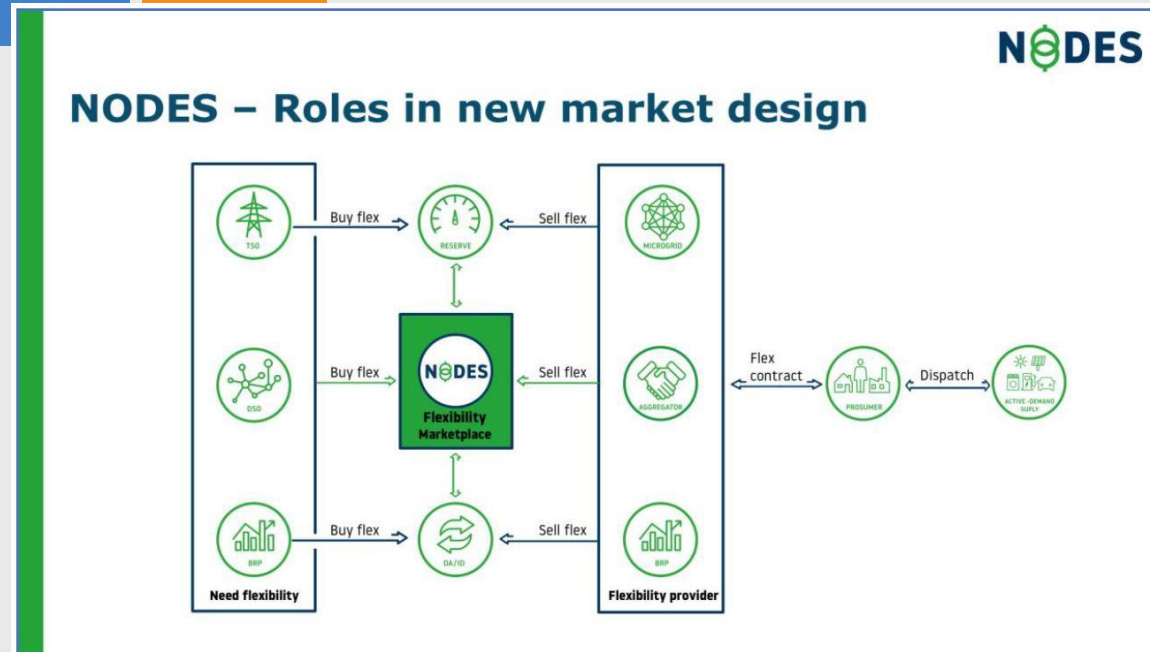 NODES
NODES – Roles in new market design
TSO
Buy flex
RESERVE
Sell flex
MICROGRID
DSO
Buy flex
NODES
Flexibility
Marketplace
Sell flex
AGGREGATOR
Flex
contract
PROSUMER
Dispatch
ACTIVE-DEMAND
SUPLY
BRP
Buy flex
DA/ID
Sell flex
BRP
Need flexibility
Flexibility provider